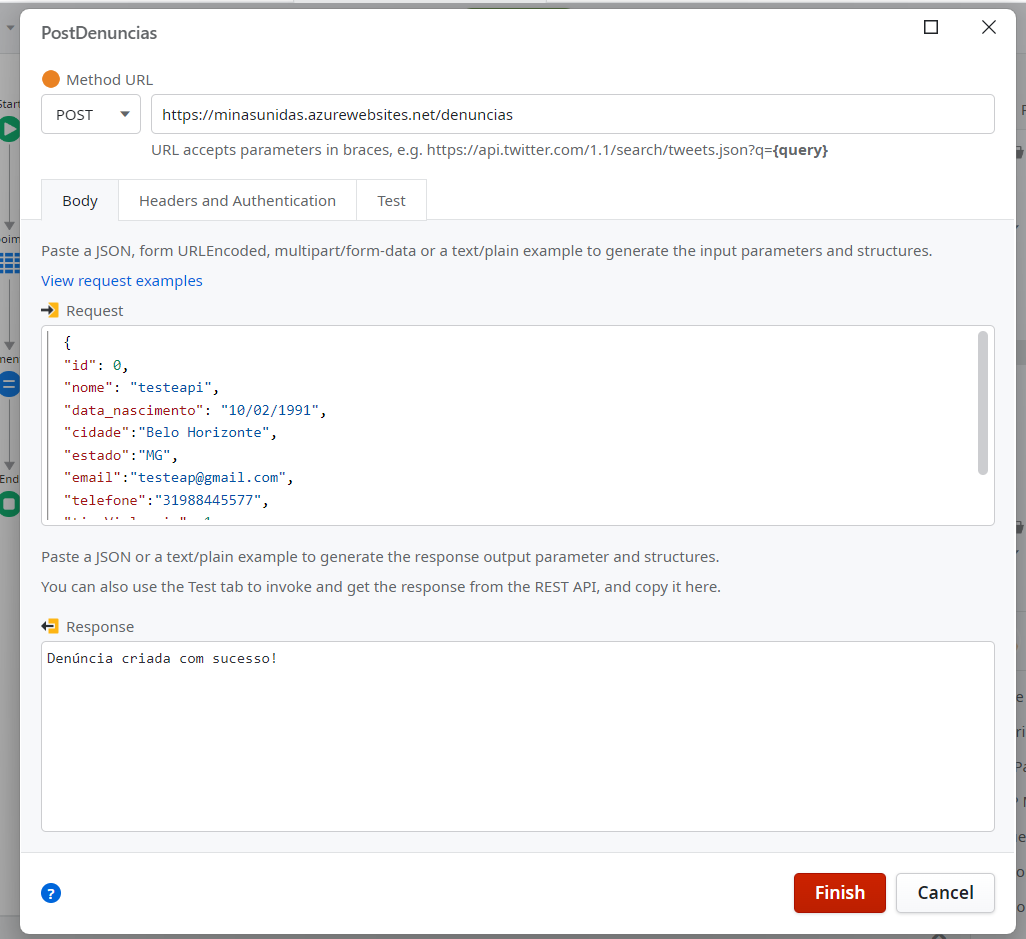 PostDenuncias
Method URL
POST
https://minasunidas.azurewebsites.net/denuncias
URL accepts parameters in braces, e.g. https://api.twitter.com/1.1/search/tweets.json?q={query}
Body
Headers and Authentication
Test
Paste a JSON, form URLEncoded, multipart/form-data or a text/plain example to generate the input parameters and structures.
View request examples
Request
{
"id": 0,
"nome": "testeapi",
"data_nascimento": "10/02/1991",
"cidade":"Belo Horizonte",
"estado":"MG",
"email":"testeap@gmail.com",
"telefone":"31988445577",
Paste a JSON or a text/plain example to generate the response output parameter and structures.
You can also use the Test tab to invoke and get the response from the REST API, and copy it here.
Response
Denúncia criada com sucesso!
?
Finish
Cancel
Start
End